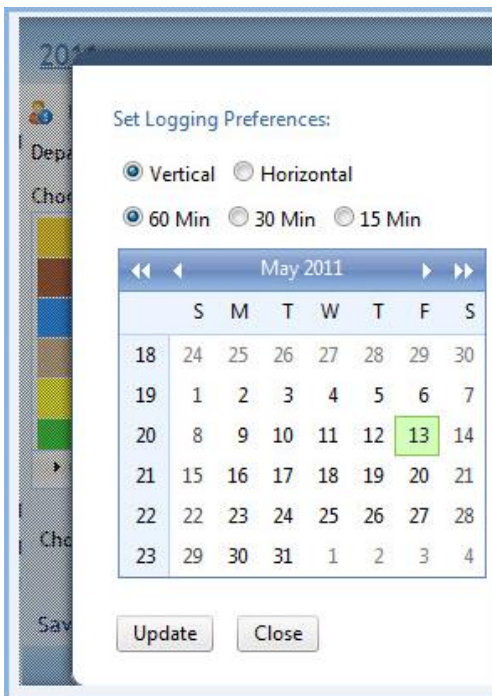 2011
Set Logging Preferences:
Vertical Horizontal
60 Min 30 Min 15 Min
May 2011
S M T W T F S
18 24 25 26 27 28 29 30
19 1 2 3 4 5 6 7
20 8 9 10 11 12 13 14
21 15 16 17 18 19 20 21
22 22 23 24 25 26 27 28
23 29 30 31 1 2 3 4
Update Close